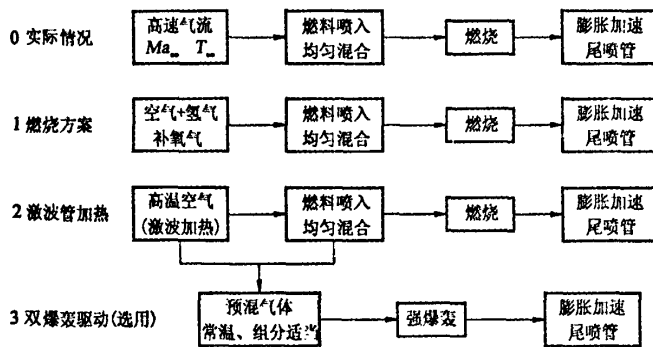 0 实际情况
高速气流
Ma∞ T∞
燃料喷入
均匀混合
燃烧
膨胀加速
尾喷管
1 燃烧方案
空气+氢气
补氧气
燃料喷入
均匀混合
燃烧
膨胀加速
尾喷管
2 激波管加热
高温空气
(激波加热)
燃料喷入
均匀混合
燃烧
膨胀加速
尾喷管
3 双爆轰驱动(选用)
预混气体
常温、组分适当
强爆轰
膨胀加速
尾喷管